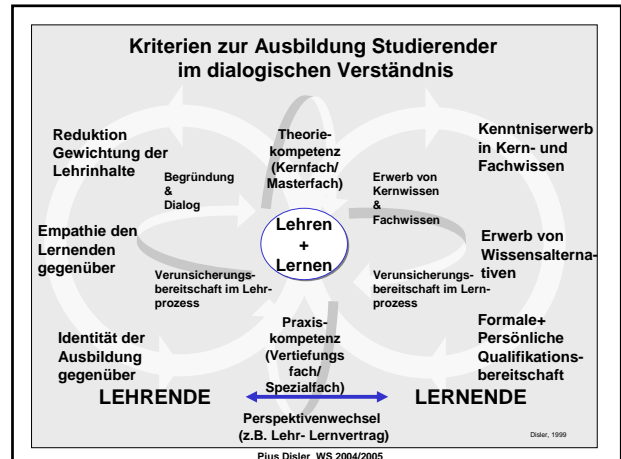 Kriterien zur Ausbildung Studierender
im dialogischen Verständnis
Reduktion
Gewichtung der
Lehrinhalte
Theorie-
kompetenz
(Kernfach/
Masterfach)
Kenntniserwerb
in Kern- und
Fachwissen
Begründung
&
Dialog
Erwerb von
Kernwissen
&
Fachwissen
Empathie den
Lernenden
gegenüber
Lehren
+
Lernen
Erwerb von
Wissensalterna-
tiven
Verunsicherungs-
bereitschaft im Lehr-
prozess
Verunsicherungs-
bereitschaft im Lern-
prozess
Identität der
Ausbildung
gegenüber
Praxis-
kompetenz
(Vertiefungs
fach/
Spezialfach)
Formale+
Persönliche
Qualifikations-
bereitschaft
LEHRENDE
LERNENDE
Perspektivenwechsel
(z.B. Lehr- Lernvertrag)
Disler, 1999
Pius Disler WS 2004/2005